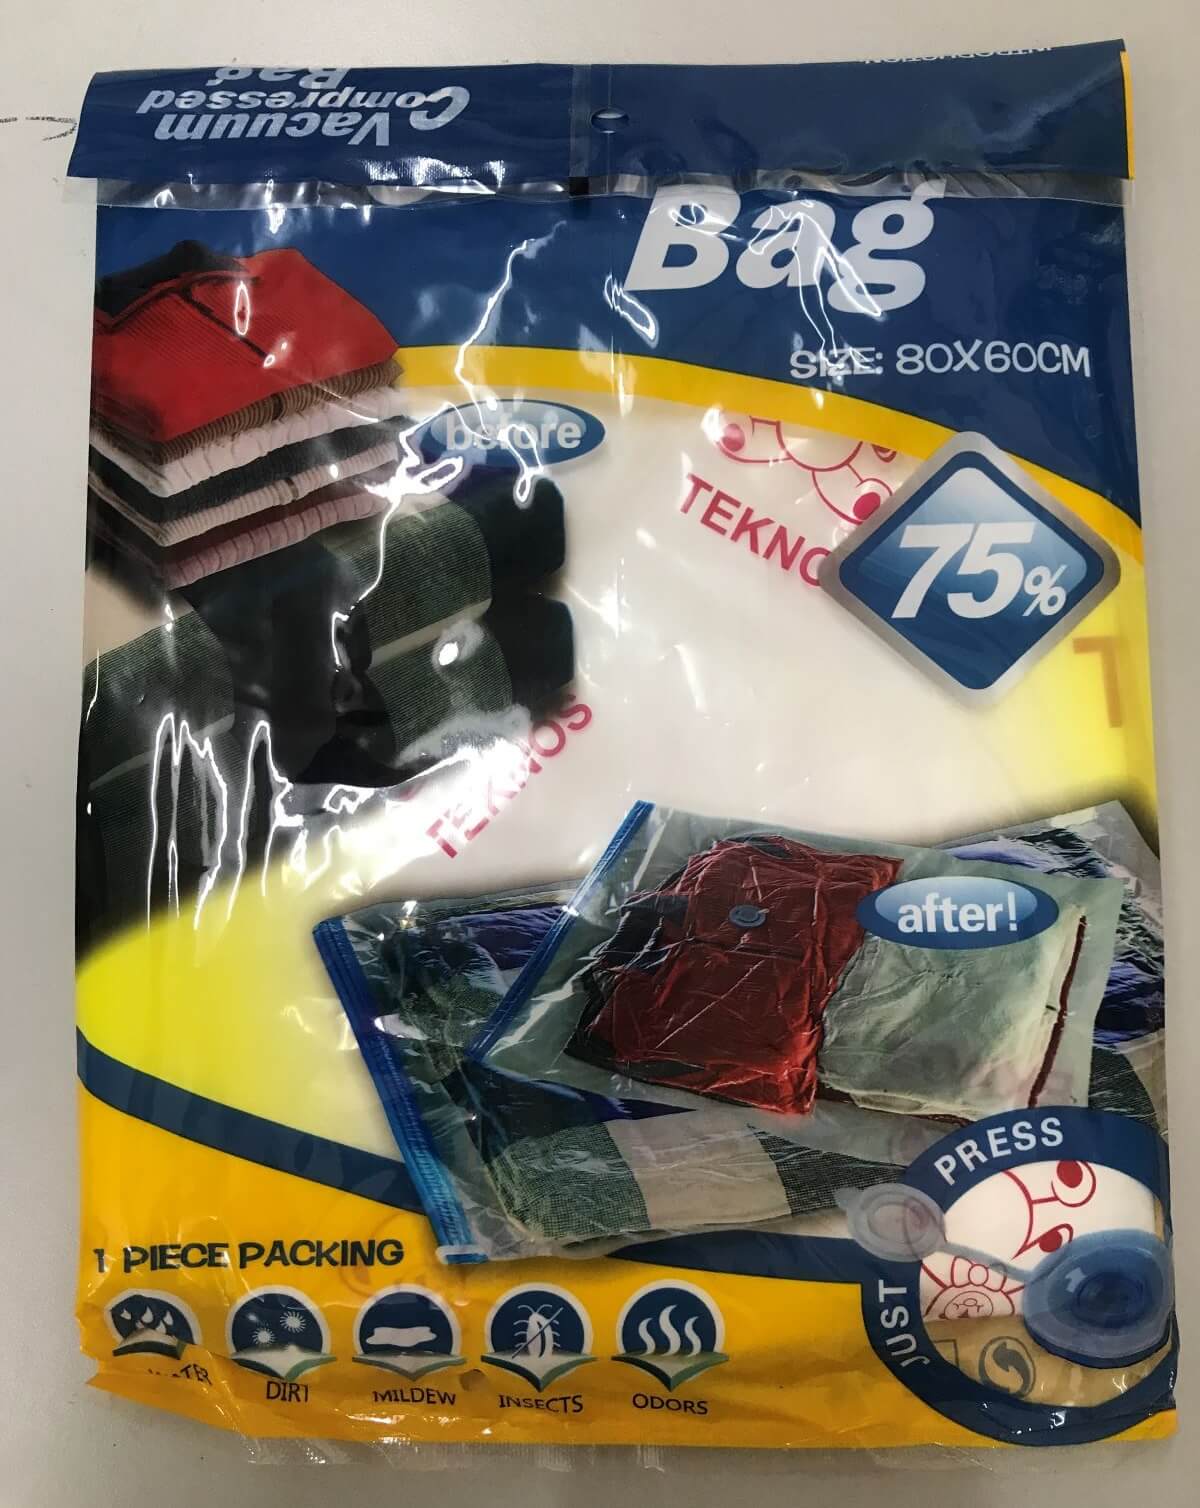 Vacuum
Compressed
Bag
Bag
SIZE: 80X60CM
before
TEKNO
75%
TEKNOS
after!
JUST PRESS
1 PIECE PACKING
WATER
DIRT
MILDEW
INSECTS
ODORS